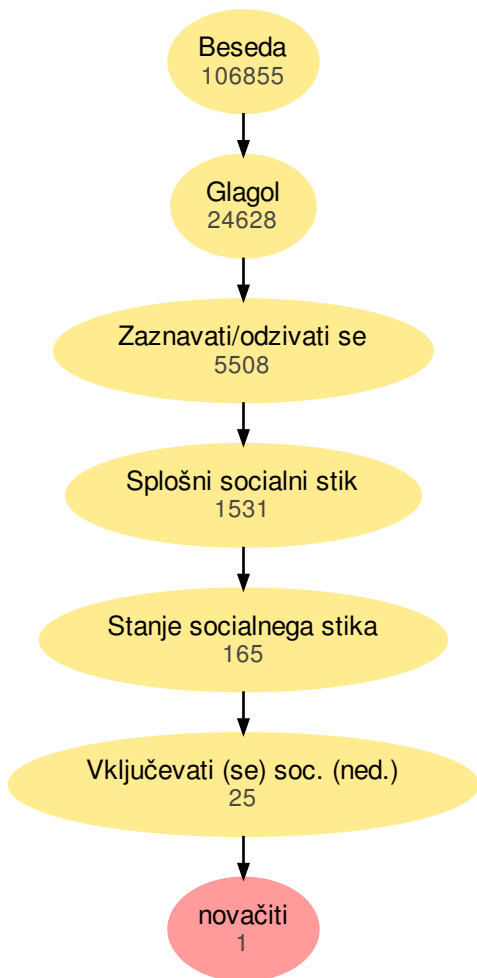 Beseda
106855
Glagol
24628
Zaznavati/odzivati se
5508
Splošni socialni stik
1531
Stanje socialnega stika
165
Vključevati (se) soc. (ned.)
25
novačiti
1